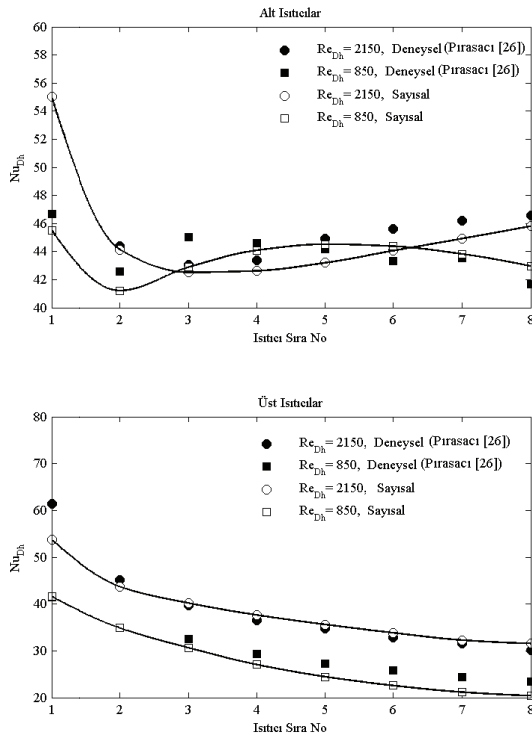 Alt Isıtıcılar
60
58
56
54
52
50
48
46
44
42
40
Nu_Dh
Re_Dh= 2150, Deneysel (Pırasacı [26])
Re_Dh= 850, Deneysel (Pırasacı [26])
Re_Dh= 2150, Sayısal
Re_Dh= 850, Sayısal
1 2 3 4 5 6 7 8
Isıtıcı Sıra No
Üst Isıtıcılar
80
70
60
50
40
30
20
Nu_Dh
Re_Dh= 2150, Deneysel (Pırasacı [26])
Re_Dh= 850, Deneysel (Pırasacı [26])
Re_Dh= 2150, Sayısal
Re_Dh= 850, Sayısal
1 2 3 4 5 6 7 8
Isıtıcı Sıra No